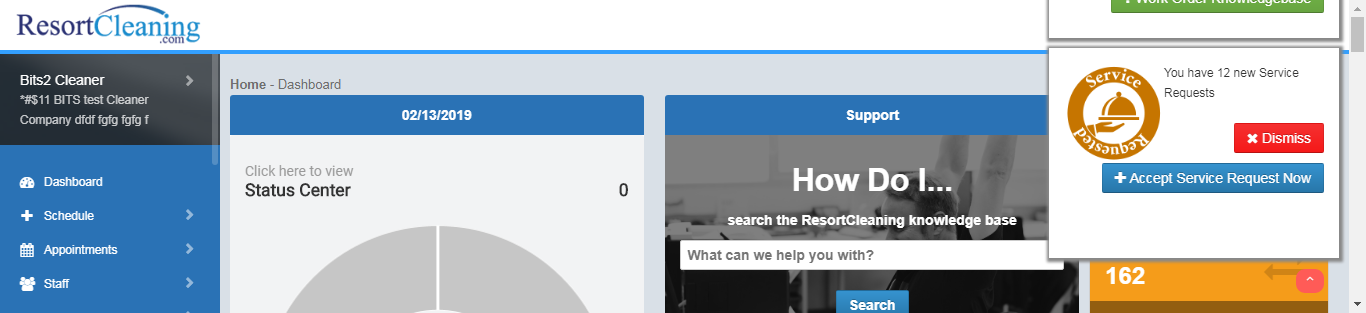 ResortCleaning
.com
Bits2 Cleaner
*#$11 BITS test Cleaner
Company dfdf fgfg fgfg f
Dashboard
Schedule
Appointments
Staff
Home - Dashboard
02/13/2019
Click here to view
Status Center
0
Support
How Do I...
search the ResortCleaning knowledge base
What can we help you with?
Search
Work Order Knowledgebase
Service
Requested
You have 12 new Service
Requests
Dismiss
Accept Service Request Now
162